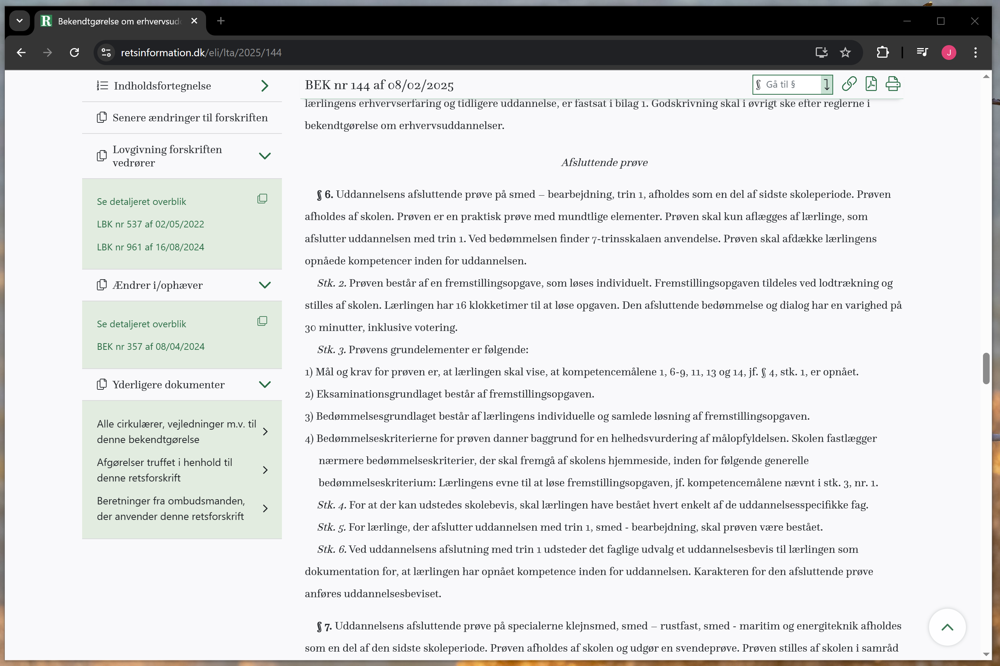 Bekendtgørelse om erhvervsud
retsinformation.dk/eli/lta/2025/144
J
Indholdsfortegnelse
Senere ændringer til forskriften
Lovgivning forskriften
vedrører
Se detaljeret overblik
LBK nr 537 af 02/05/2022
LBK nr 961 af 16/08/2024
Ændrer i/ophæver
Se detaljeret overblik
BEK nr 357 af 08/04/2024
Yderligere dokumenter
Alle cirkulærer, vejledninger m.v. til
denne bekendtgørelse
Afgørelser truffet i henhold til
denne retsforskrift
Beretninger fra ombudsmanden,
der anvender denne retsforskrift
BEK nr 144 af 08/02/2025
§ Gå til §
lærlingens erhvervserfaring og tidligere uddannelse, er fastsat i bilag 1. Godskrivning skal i øvrigt ske efter reglerne i
bekendtgørelse om erhvervsuddannelser.
Afsluttende prøve
§ 6. Uddannelsens afsluttende prøve på smed – bearbejdning, trin 1, afholdes som en del af sidste skoleperiode. Prøven
afholdes af skolen. Prøven er en praktisk prøve med mundtlige elementer. Prøven skal kun aflægges af lærlinge, som
afslutter uddannelsen med trin 1. Ved bedømmelsen finder 7-trinsskalaen anvendelse. Prøven skal afdække lærlingens
opnåede kompetencer inden for uddannelsen.
Stk. 2. Prøven består af en fremstillingsopgave, som løses individuelt. Fremstillingsopgaven tildeles ved lodtrækning og
stilles af skolen. Lærlingen har 16 klokketimer til at løse opgaven. Den afsluttende bedømmelse og dialog har en varighed på
30 minutter, inklusive votering.
Stk. 3. Prøvens grundelementer er følgende:
1) Mål og krav for prøven er, at lærlingen skal vise, at kompetencemålene 1, 6-9, 11, 13 og 14, jf. § 4, stk. 1, er opnået.
2) Eksaminationsgrundlaget består af fremstillingsopgaven.
3) Bedømmelsesgrundlaget består af lærlingens individuelle og samlede løsning af fremstillingsopgaven.
4) Bedømmelseskriterierne for prøven danner baggrund for en helhedsvurdering af målopfyldelsen. Skolen fastlægger
nærmere bedømmelseskriterier, der skal fremgå af skolens hjemmeside, inden for følgende generelle
bedømmelseskriterium: Lærlingens evne til at løse fremstillingsopgaven, jf. kompetencemålene nævnt i stk. 3, nr. 1.
Stk. 4. For at der kan udstedes skolebevis, skal lærlingen have bestået hvert enkelt af de uddannelsesspecifikke fag.
Stk. 5. For lærlinge, der afslutter uddannelsen med trin 1, smed - bearbejdning, skal prøven være bestået.
Stk. 6. Ved uddannelsens afslutning med trin 1 udsteder det faglige udvalg et uddannelsesbevis til lærlingen som
dokumentation for, at lærlingen har opnået kompetence inden for uddannelsen. Karakteren for den afsluttende prøve
anføres uddannelsesbeviset.
§ 7. Uddannelsens afsluttende prøve på specialerne klejnsmed, smed – rustfast, smed - maritim og energiteknik afholdes
som en del af den sidste skoleperiode. Prøven afholdes af skolen og udgør en svendeprøve. Prøven stilles af skolen i samråd